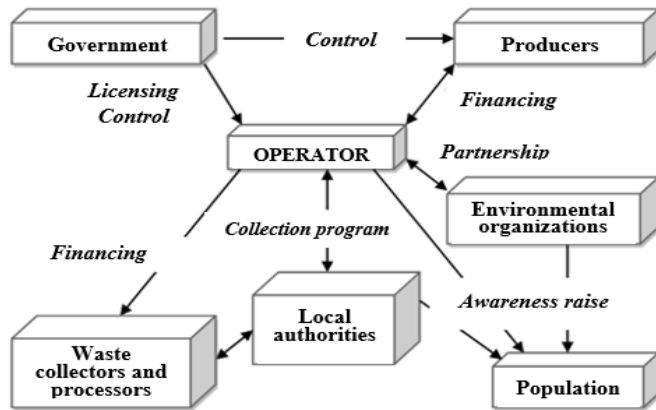 Government
Control
Producers
Licensing
Control
Financing
OPERATOR
Partnership
Environmental
organizations
Financing
Collection program
Awareness raise
Local
authorities
Waste
collectors and
processors
Population